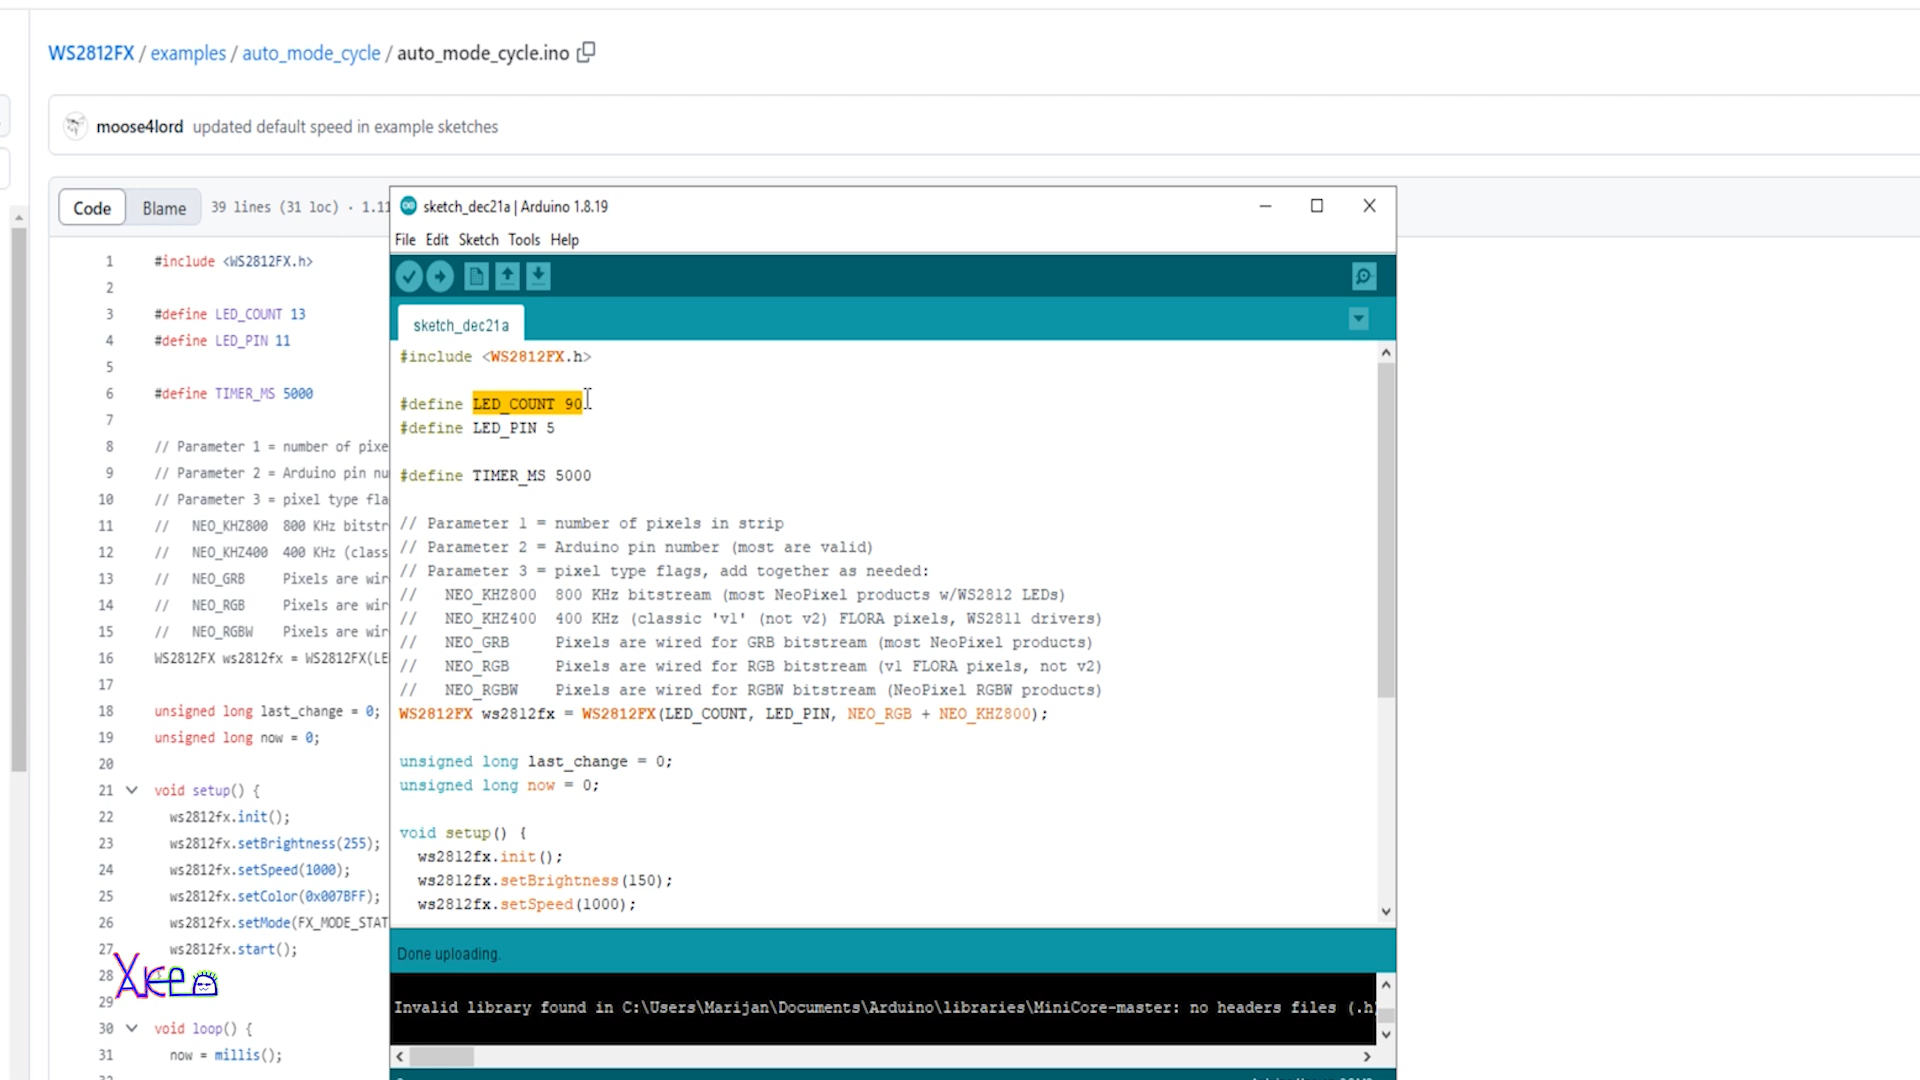 WS2812FX / examples / auto_mode_cycle / auto_mode_cycle.ino
moose4lord updated default speed in example sketches
Code Blame 39 lines (31 loc) · 1.11
1 #include <WS2812FX.h>
2
3 #define LED_COUNT 13
4 #define LED_PIN 11
5
6 #define TIMER_MS 5000
7
8 // Parameter 1 = number of pixe
9 // Parameter 2 = Arduino pin nu
10 // Parameter 3 = pixel type fla
11 // NEO_KHZ800 800 KHz bitstr
12 // NEO_KHZ400 400 KHz (clas
13 // NEO_GRB Pixels are wir
14 // NEO_RGB Pixels are wir
15 // NEO_RGBW Pixels are wir
16 WS2812FX ws2812fx = WS2812FX(LE
17
18 unsigned long last_change = 0;
19 unsigned long now = 0;
20
21 void setup() {
22 ws2812fx.init();
23 ws2812fx.setBrightness(255);
24 ws2812fx.setSpeed(1000);
25 ws2812fx.setColor(0x007BFF);
26 ws2812fx.setMode(FX_MODE_STAT
27 ws2812fx.start();
28
29
30 void loop() {
31 now = millis();
sketch_dec21a | Arduino 1.8.19
File Edit Sketch Tools Help
sketch_dec21a
#include <WS2812FX.h>
#define LED_COUNT 90
#define LED_PIN 5
#define TIMER_MS 5000
// Parameter 1 = number of pixels in strip
// Parameter 2 = Arduino pin number (most are valid)
// Parameter 3 = pixel type flags, add together as needed:
// NEO_KHZ800 800 KHz bitstream (most NeoPixel products w/WS2812 LEDs)
// NEO_KHZ400 400 KHz (classic 'v1' (not v2) FLORA pixels, WS2811 drivers)
// NEO_GRB Pixels are wired for GRB bitstream (most NeoPixel products)
// NEO_RGB Pixels are wired for RGB bitstream (v1 FLORA pixels, not v2)
// NEO_RGBW Pixels are wired for RGBW bitstream (NeoPixel RGBW products)
WS2812FX ws2812fx = WS2812FX(LED_COUNT, LED_PIN, NEO_RGB + NEO_KHZ800);
unsigned long last_change = 0;
unsigned long now = 0;
void setup() {
ws2812fx.init();
ws2812fx.setBrightness(150);
ws2812fx.setSpeed(1000);
Done uploading.
Invalid library found in C:\Users\Marijan\Documents\Arduino\libraries\MiniCore-master: no headers files (.h)